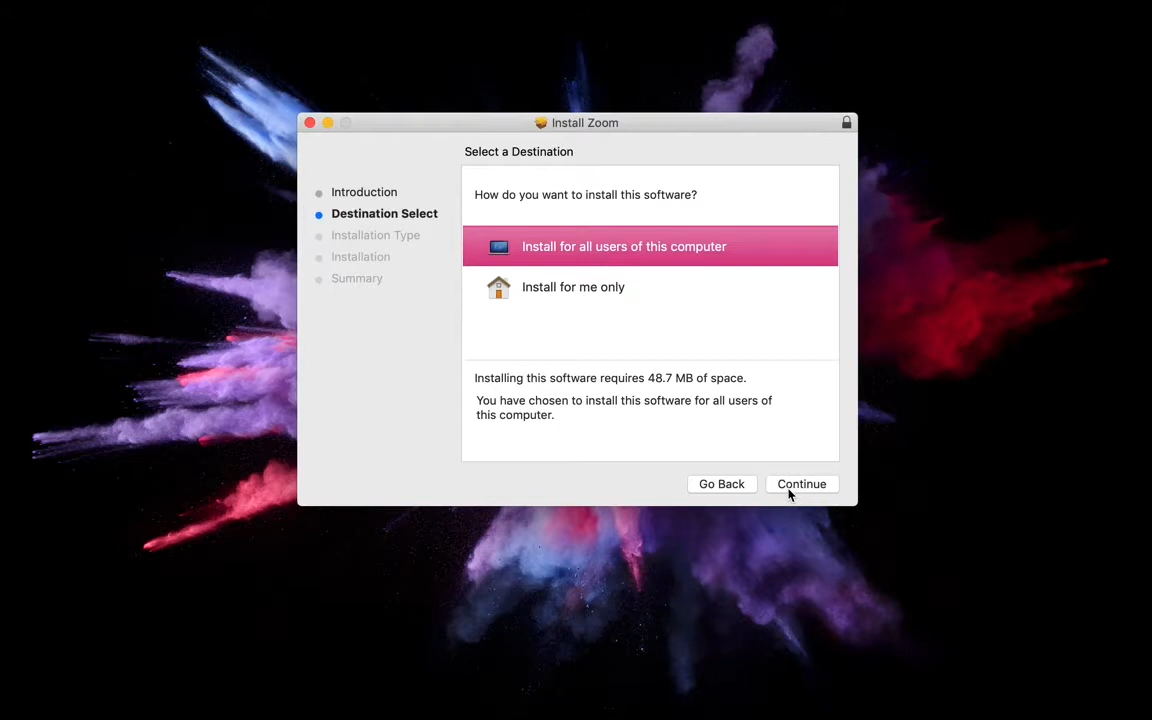 Install Zoom
Select a Destination
Introduction
Destination Select
Installation Type
Installation
Summary
How do you want to install this software?
Install for all users of this computer
Install for me only
Installing this software requires 48.7 MB of space.
You have chosen to install this software for all users of
this computer.
Go Back
Continue